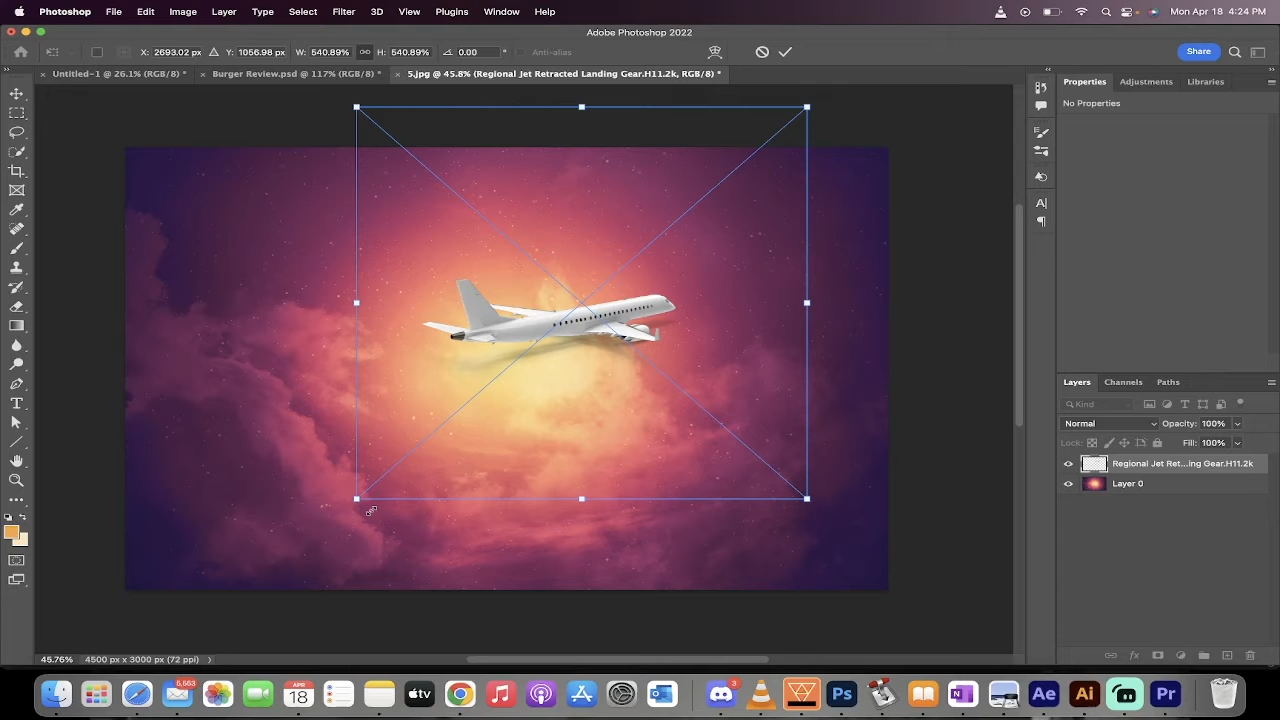 Photoshop File Edit Image Layer Type Select Filter 3D View Plugins Window Help Mon Apr 18 4:24 PM
Adobe Photoshop 2022
X: 2693.02 px Y: 1056.98 px W: 540.89% H: 540.89% 0.00 ° Anti-alias Share
Untitled-1 @ 26.1% (RGB/8) * Burger Review.psd @ 117% (RGB/8) * 5.jpg @ 45.8% (Regional Jet Retracted Landing Gear.H11.2k, RGB/8) *
Properties Adjustments Libraries
No Properties
Layers Channels Paths
Kind
Normal Opacity: 100%
Lock: Fill: 100%
Regional Jet Ret...ing Gear.H11.2k
Layer 0
fx
45.76% 4500 px x 3000 px (72 ppi)
5,553 APR 18 tv 3 Ps N Ae Ai Pr